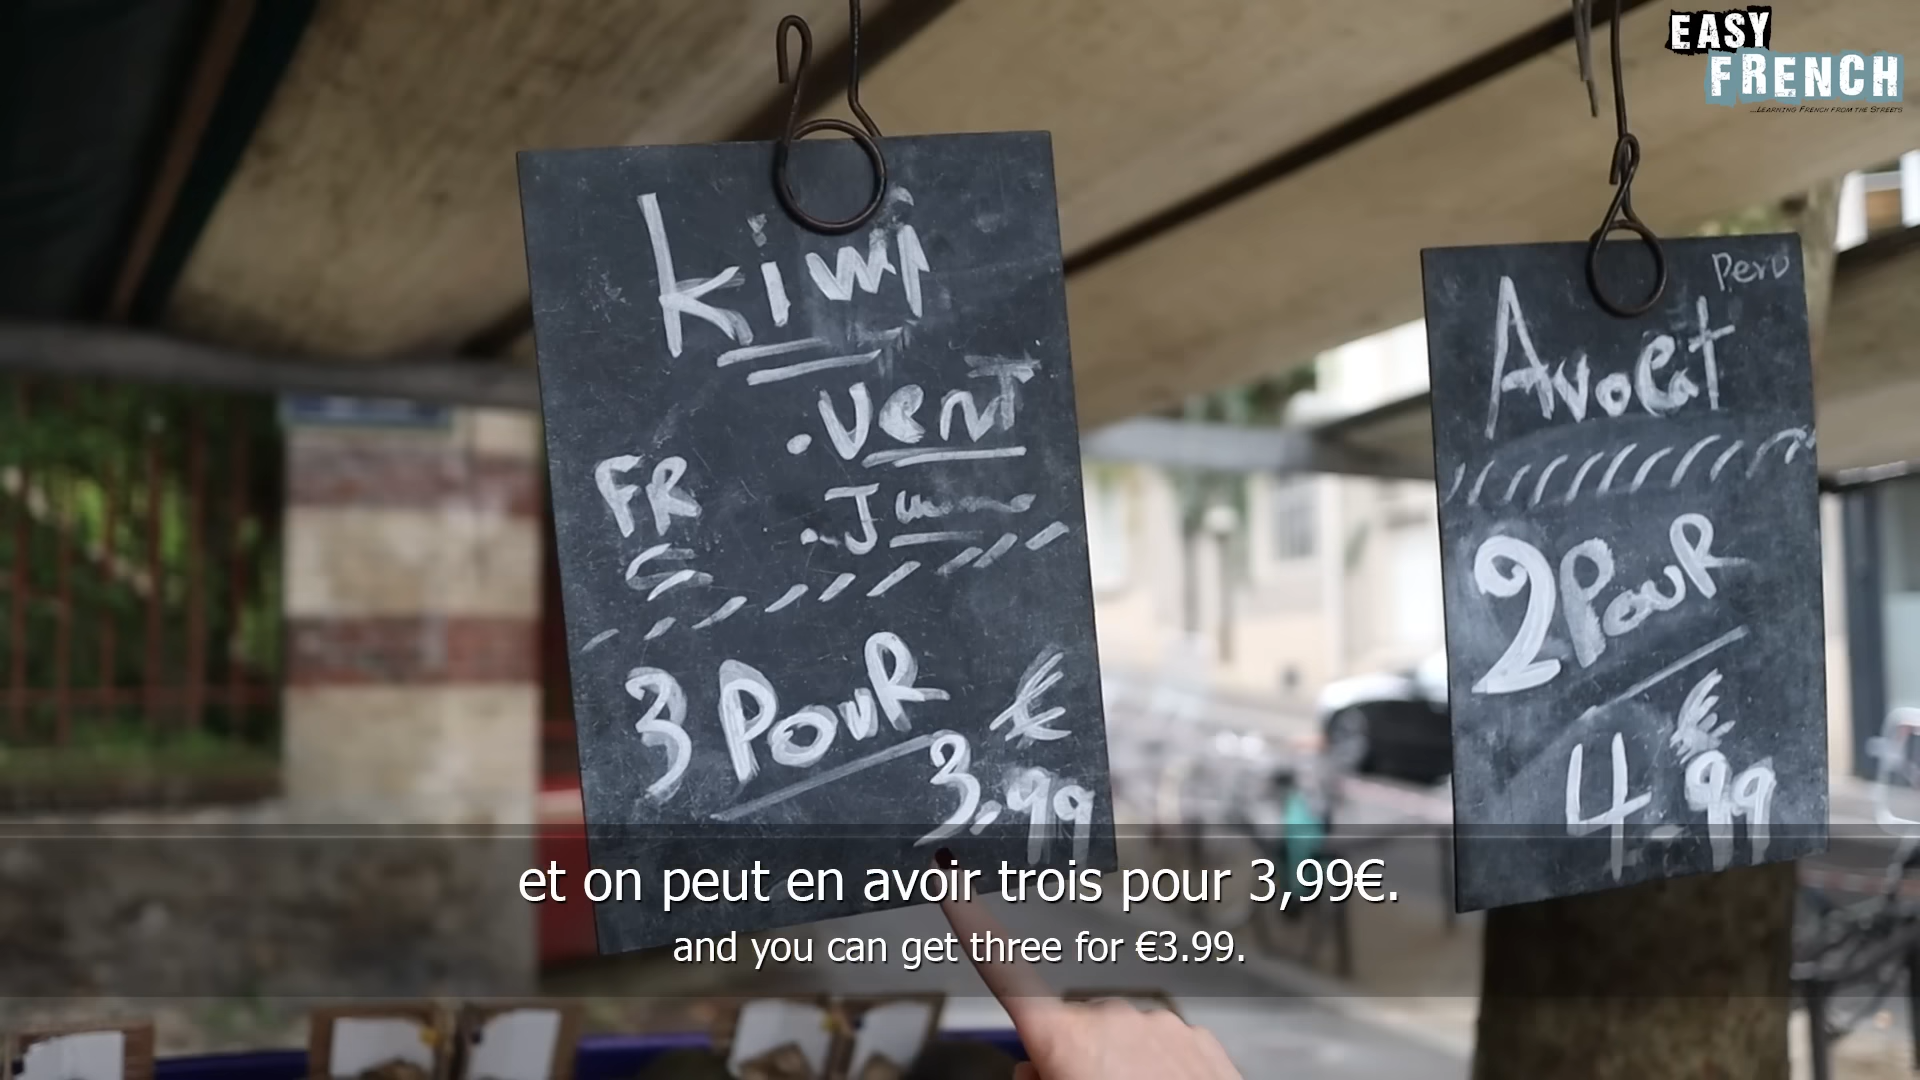 EASY
FRENCH
...LEARNING FRENCH FROM THE STREETS
kiwi
. VerT
. Jaune
FR
3 PouR
€
3.99
Perou
Avocat
2 PouR
€
4.99
et on peut en avoir trois pour 3,99€.
and you can get three for €3.99.